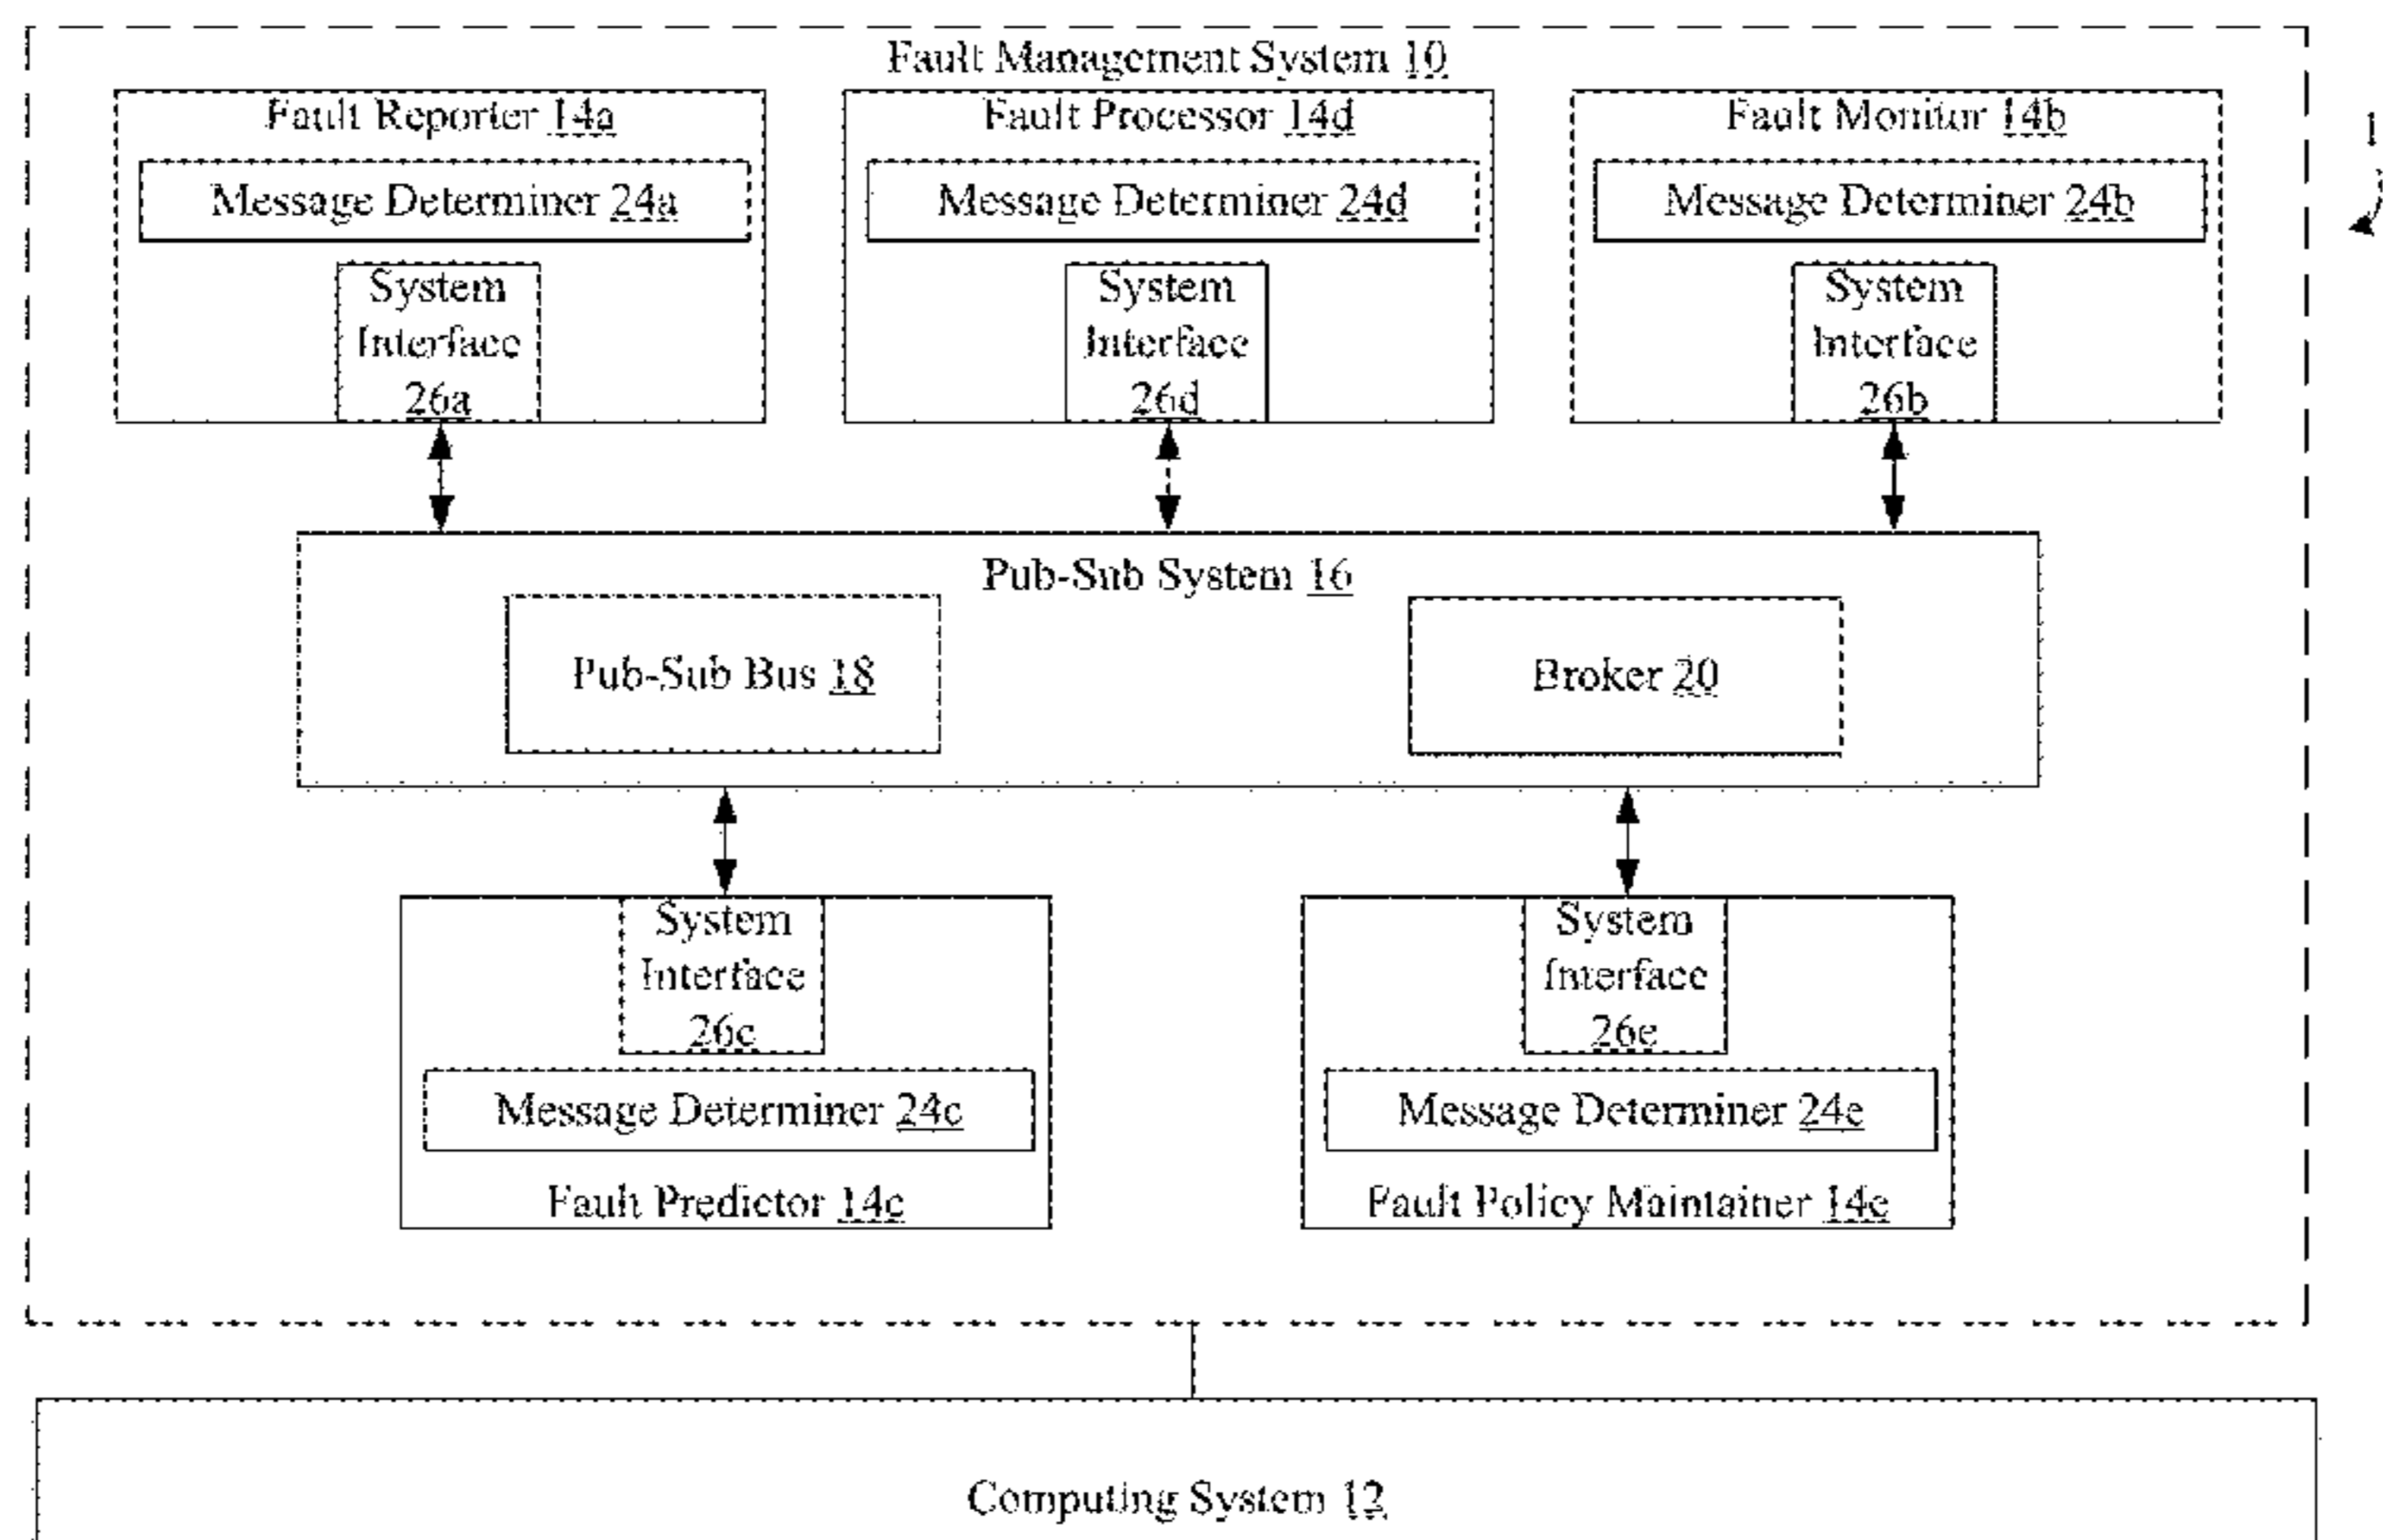 Fault Management System 10
Fault Reporter 14a
Message Determiner 24a
System
Interface
26a
Fault Processor 14d
Message Determiner 24d
System
Interface
26d
Fault Monitor 14b
Message Determiner 24b
System
Interface
26b
1
Pub-Sub System 16
Pub-Sub Bus 18
Broker 20
System
Interface
26c
Message Determiner 24c
Fault Predictor 14c
System
Interface
26e
Message Determiner 24e
Fault Policy Maintainer 14e
Computing System 12